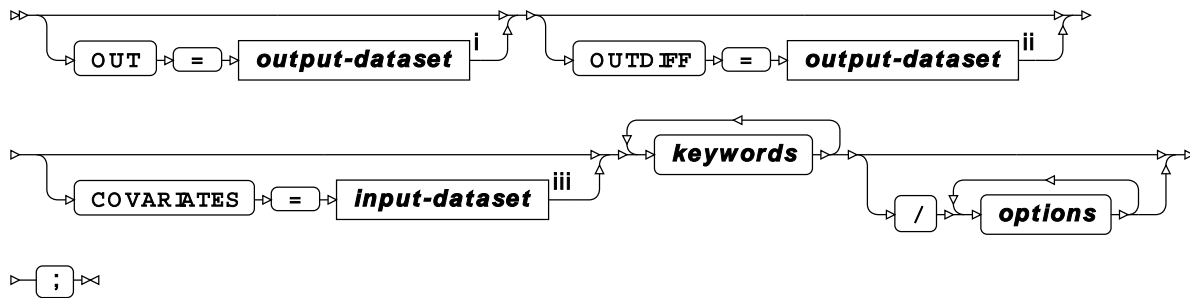 OUT = output-dataset i OUTDIFF = output-dataset ii
keywords
COVARIATES = input-dataset iii / options
;